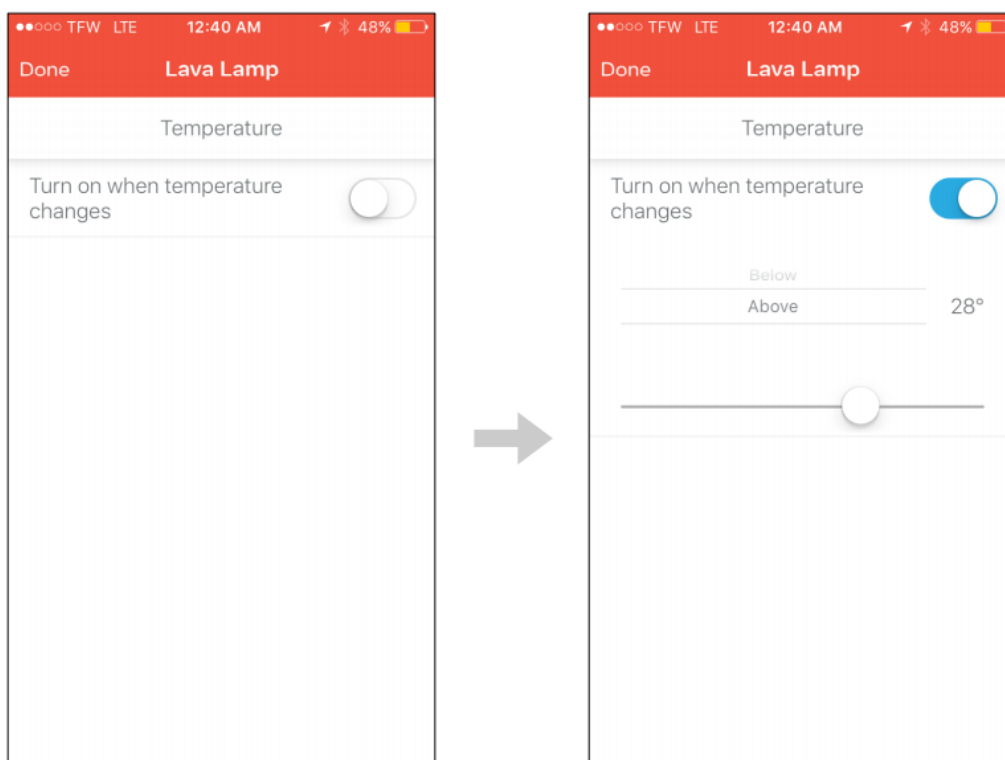 TFW LTE 12:40 AM 48%
Done Lava Lamp
Temperature
Turn on when temperature
changes
TFW LTE 12:40 AM 48%
Done Lava Lamp
Temperature
Turn on when temperature
changes
Below
Above 28°